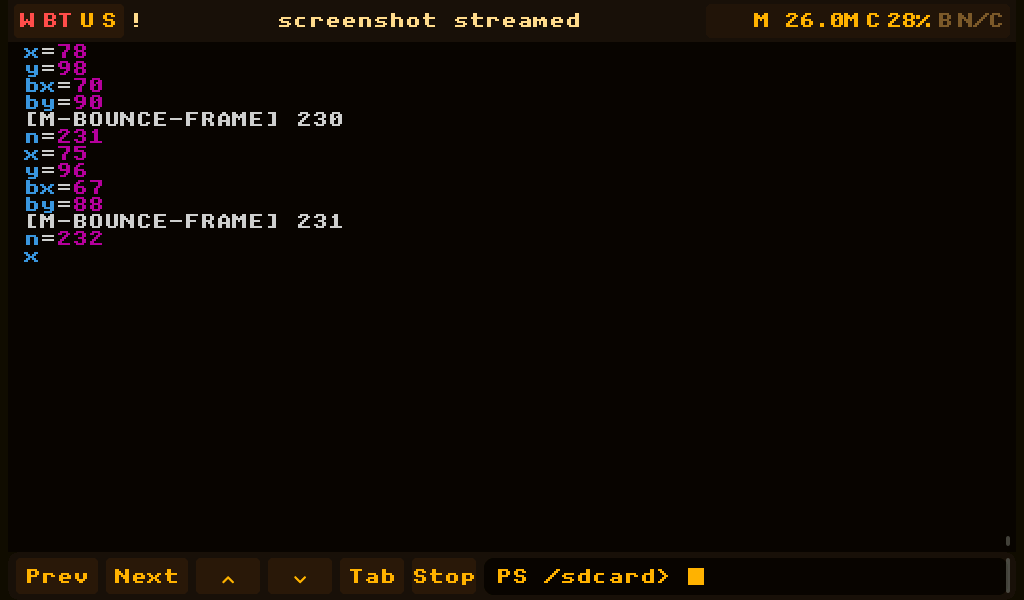 W BT U S ! screenshot streamed M 26.0M C 28% B N/C
x=78
y=98
bx=70
by=90
[M-BOUNCE-FRAME] 230
n=231
x=75
y=96
bx=67
by=88
[M-BOUNCE-FRAME] 231
n=232
x
Prev Next ^ ⌄ Tab Stop PS /sdcard>